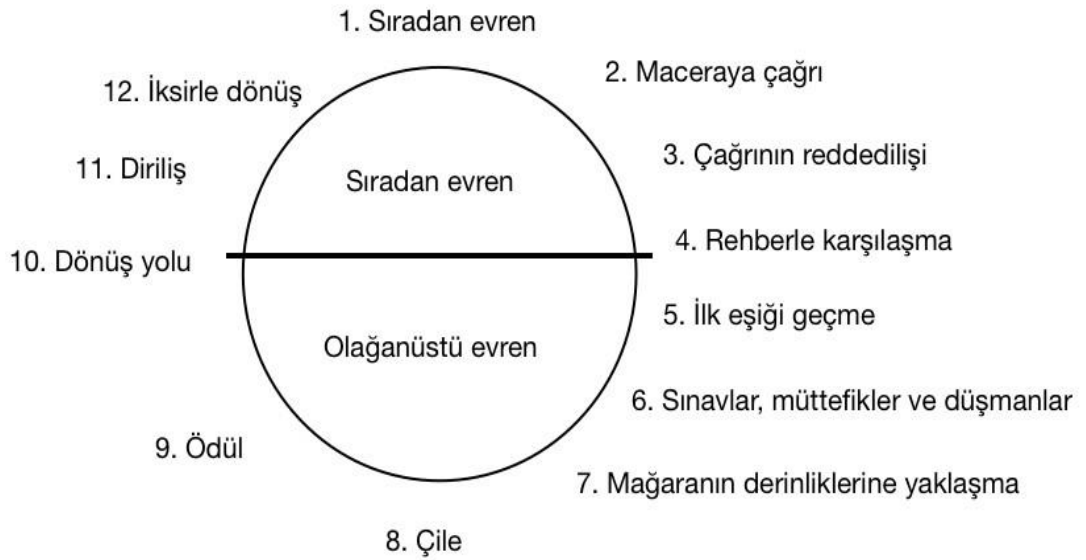 1. Sıradan evren
2. Maceraya çağrı
3. Çağrının reddedilişi
4. Rehberle karşılaşma
5. İlk eşiği geçme
6. Sınavlar, müttefikler ve düşmanlar
7. Mağaranın derinliklerine yaklaşma
8. Çile
9. Ödül
10. Dönüş yolu
11. Diriliş
12. İksirle dönüş
Sıradan evren
Olağanüstü evren